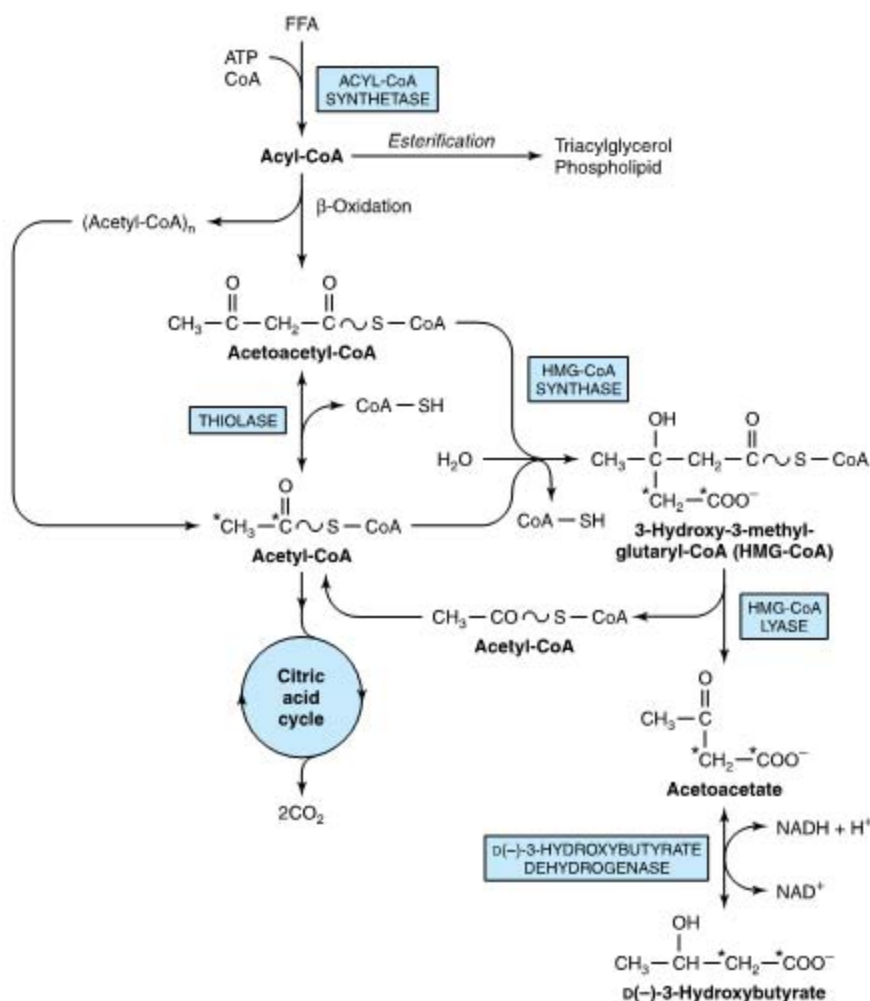 FFA
ATP
CoA
ACYL-CoA
SYNTHETASE
Acyl-CoA
Esterification
Triacylglycerol
Phospholipid
β-Oxidation
(Acetyl-CoA)n
O O
CH3 — C — CH2 — C ~ S — CoA
Acetoacetyl-CoA
HMG-CoA
SYNTHASE
THIOLASE
CoA — SH
H2O
OH O
CH3 — C — CH2 — C ~ S — CoA
*CH2 — *COO−
3-Hydroxy-3-methyl-
glutaryl-CoA (HMG-CoA)
CoA — SH
O
*CH3 — *C ~ S — CoA
Acetyl-CoA
CH3 — CO ~ S — CoA
Acetyl-CoA
HMG-CoA
LYASE
Citric
acid
cycle
2CO2
O
CH3 — C
*CH2 — *COO−
Acetoacetate
D(–)-3-HYDROXYBUTYRATE
DEHYDROGENASE
NADH + H+
NAD+
OH
CH3 — CH — *CH2 — *COO−
D(–)-3-Hydroxybutyrate